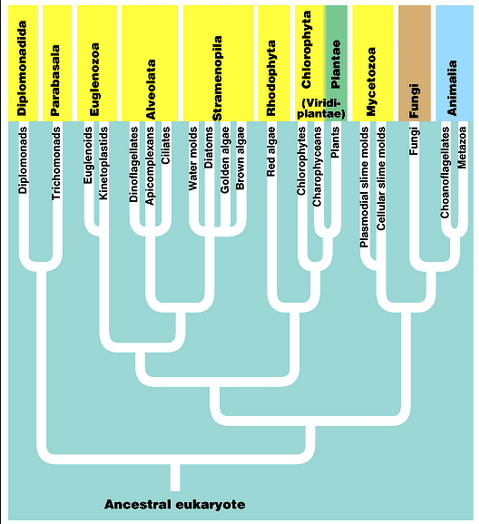 Diplomonadida
Parabasala
Euglenozoa
Alveolata
Stramenopila
Rhodophyta
Chlorophyta
Plantae
(Viridi-
plantae)
Mycetozoa
Fungi
Animalia
Diplomonads
Trichomonads
Euglenoids
Kinetoplastids
Dinoflagellates
Apicomplexans
Ciliates
Water molds
Diatoms
Golden algae
Brown algae
Red algae
Chlorophytes
Charophyceans
Plants
Plasmodial slime molds
Cellular slime molds
Fungi
Choanoflagellates
Metazoa
Ancestral eukaryote